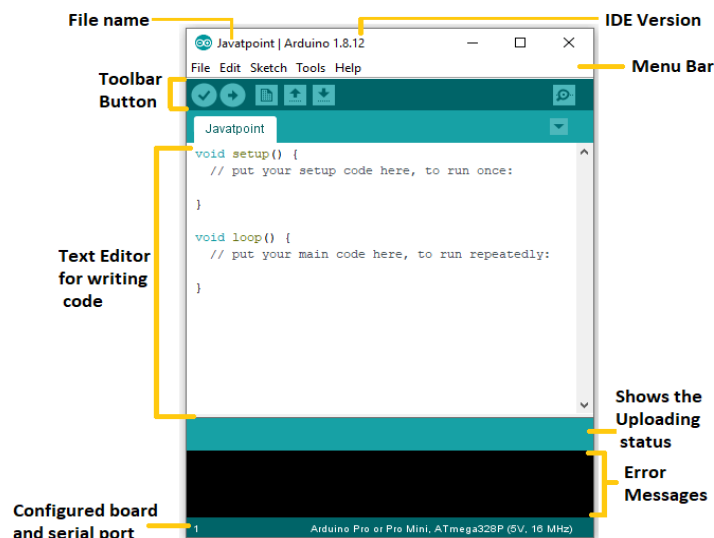 File name
IDE Version
Javatpoint | Arduino 1.8.12
File Edit Sketch Tools Help
Menu Bar
Toolbar
Button
Javatpoint
void setup() {
// put your setup code here, to run once:
}
void loop() {
// put your main code here, to run repeatedly:
}
Text Editor
for writing
code
Shows the
Uploading
status
Error
Messages
Configured board
and serial port
1
Arduino Pro or Pro Mini, ATmega328P (5V, 16 MHz)